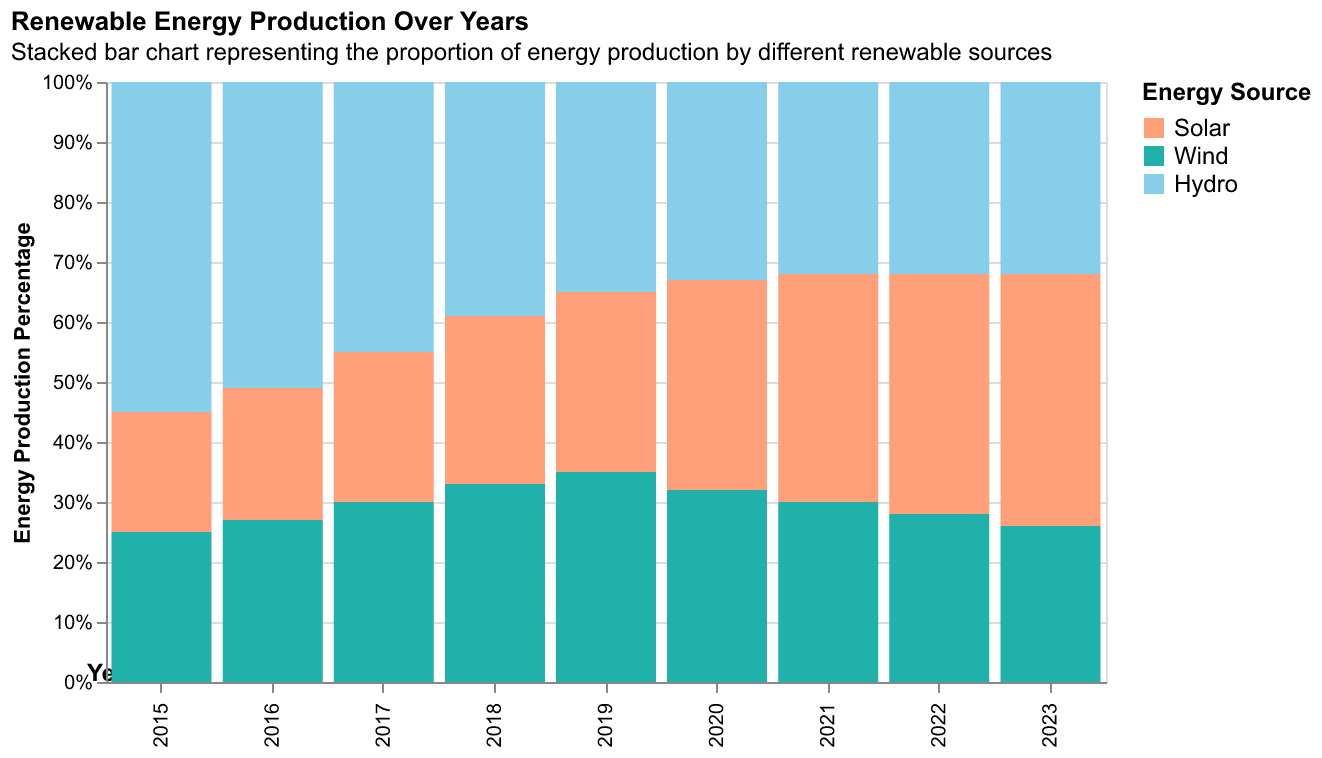 Renewable Energy Production Over Years
Stacked bar chart representing the proportion of energy production by different renewable sources
Energy Production Percentage
100%
90%
80%
70%
60%
50%
40%
30%
20%
10%
0%
Ye
2015
2016
2017
2018
2019
2020
2021
2022
2023
Energy Source
Solar
Wind
Hydro